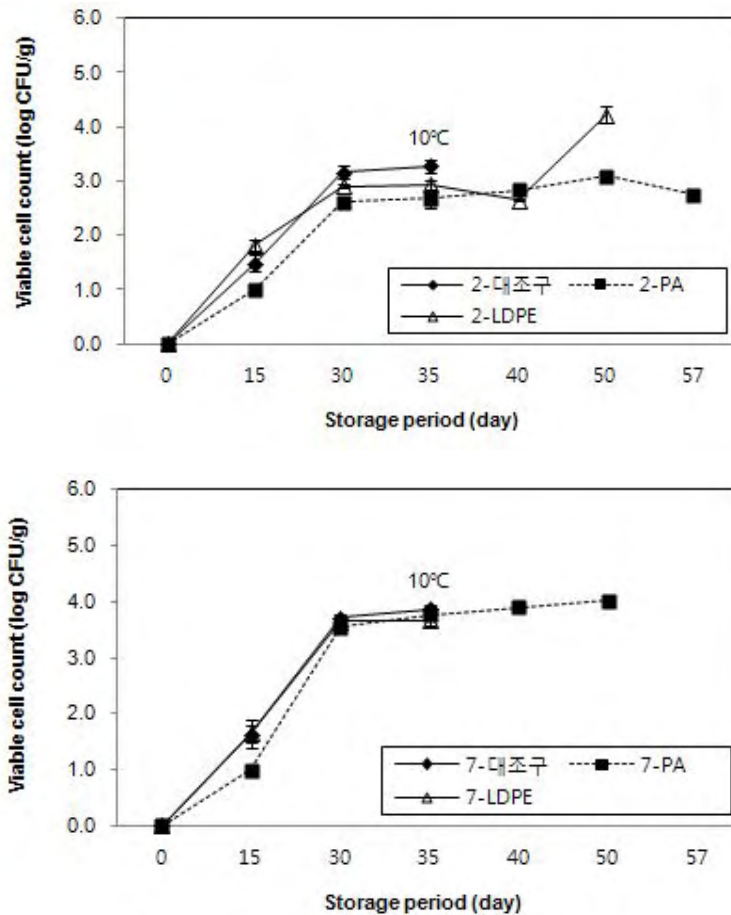 6.0
5.0
4.0
3.0
2.0
1.0
0.0
Viable cell count (log CFU/g)
10℃
2-대조구 2-PA
2-LDPE
0 15 30 35 40 50 57
Storage period (day)
6.0
5.0
4.0
3.0
2.0
1.0
0.0
Viable cell count (log CFU/g)
10℃
7-대조구 7-PA
7-LDPE
0 15 30 35 40 50 57
Storage period (day)